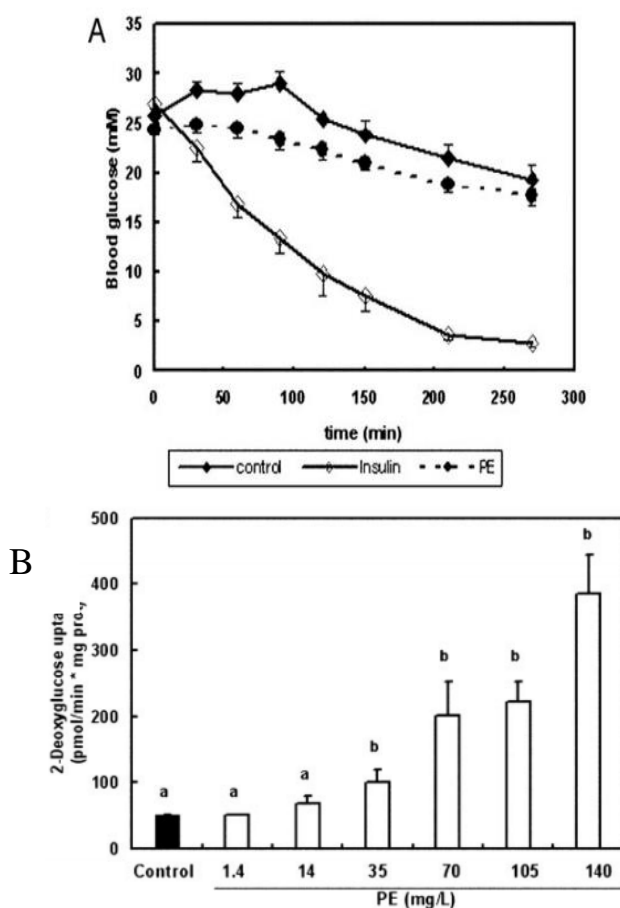 A
Blood glucose (mM)
35
30
25
20
15
10
5
0
0 50 100 150 200 250 300
time (min)
control Insulin PE
B
2-Deoxyglucose upta
(pmol/min * mg pro.,
500
400
300
200
100
0
a a a b b b b
Control 1.4 14 35 70 105 140
PE (mg/L)